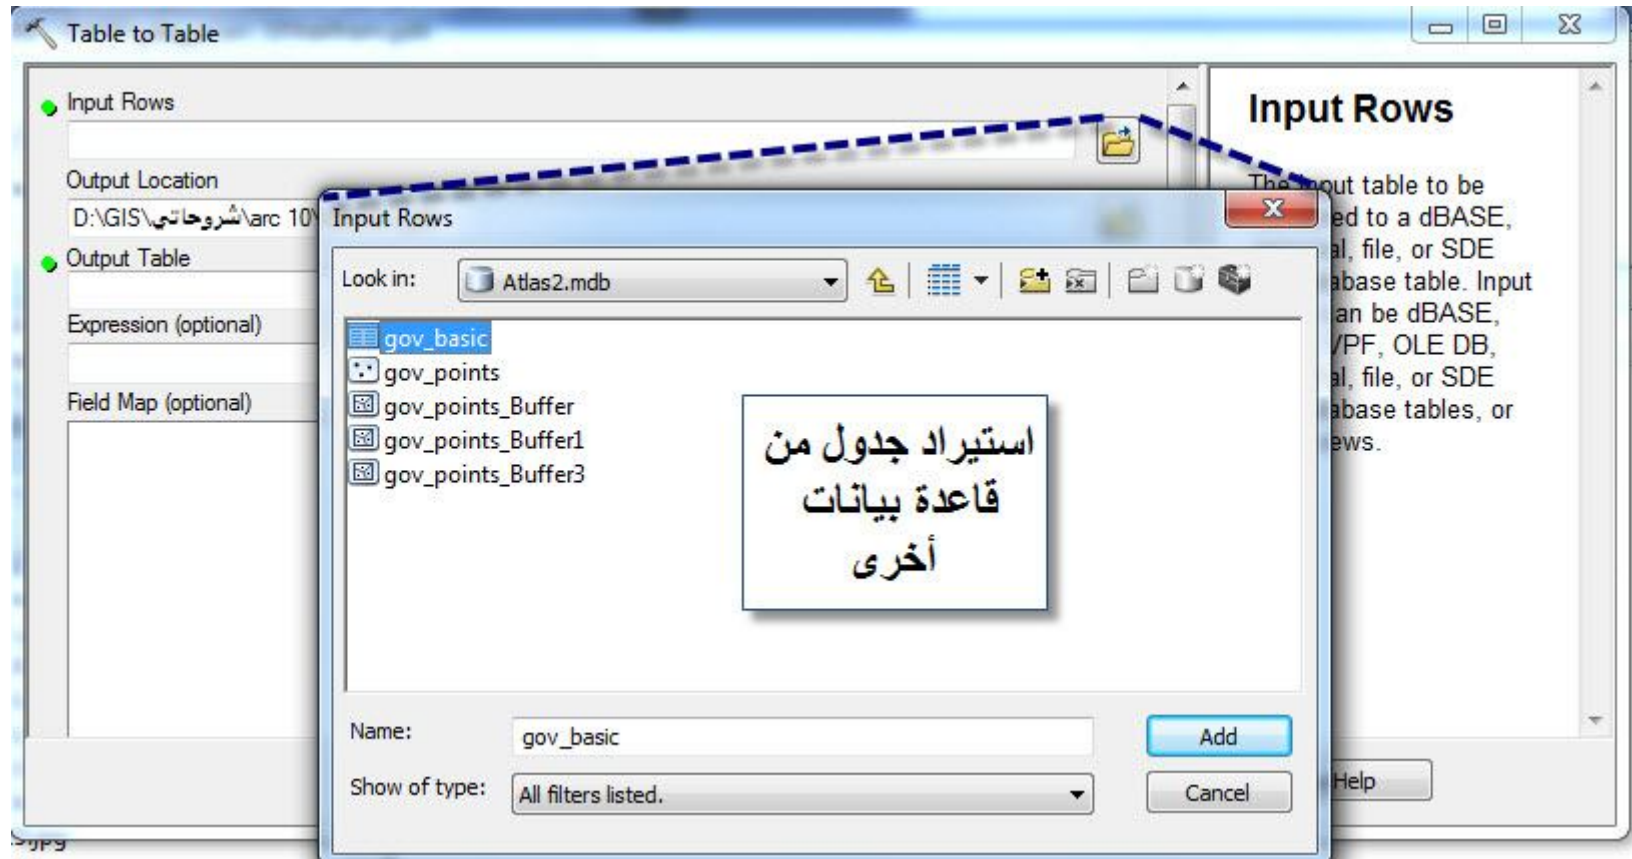 Table to Table
Input Rows
Output Location
D:\GIS\شروحاتي\arc 10\
Output Table
Expression (optional)
Field Map (optional)
Input Rows
Look in:
Atlas2.mdb
gov_basic
gov_points
gov_points_Buffer
gov_points_Buffer1
gov_points_Buffer3
استيراد جدول من
قاعدة بيانات
أخرى
Name:
gov_basic
Add
Show of type:
All filters listed.
Cancel
Input Rows
The input table to be
ed to a dBASE,
al, file, or SDE
abase table. Input
an be dBASE,
VPF, OLE DB,
al, file, or SDE
abase tables, or
ews.
Help